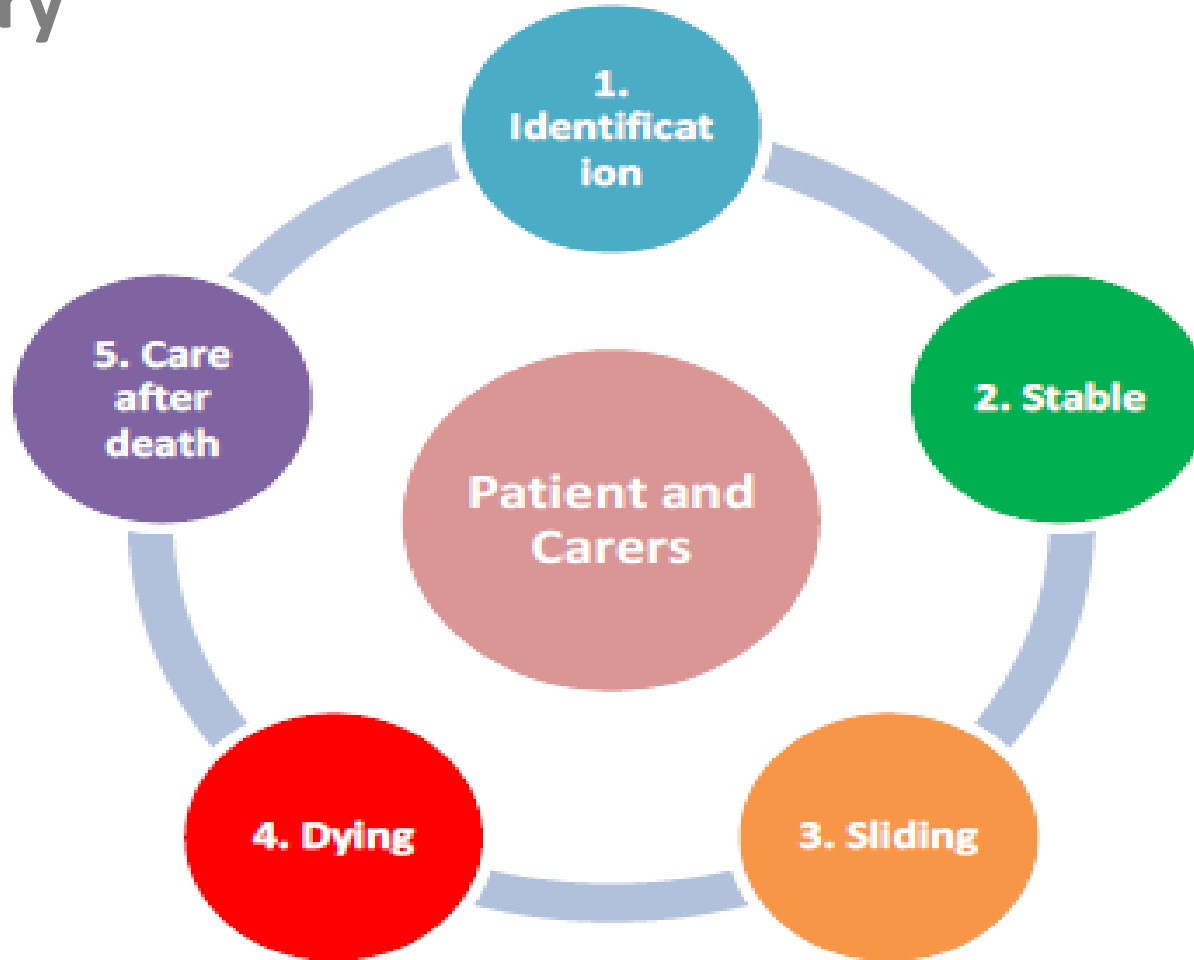 ry
1.
Identificat
ion
2. Stable
3. Sliding
4. Dying
5. Care
after
death
Patient and
Carers